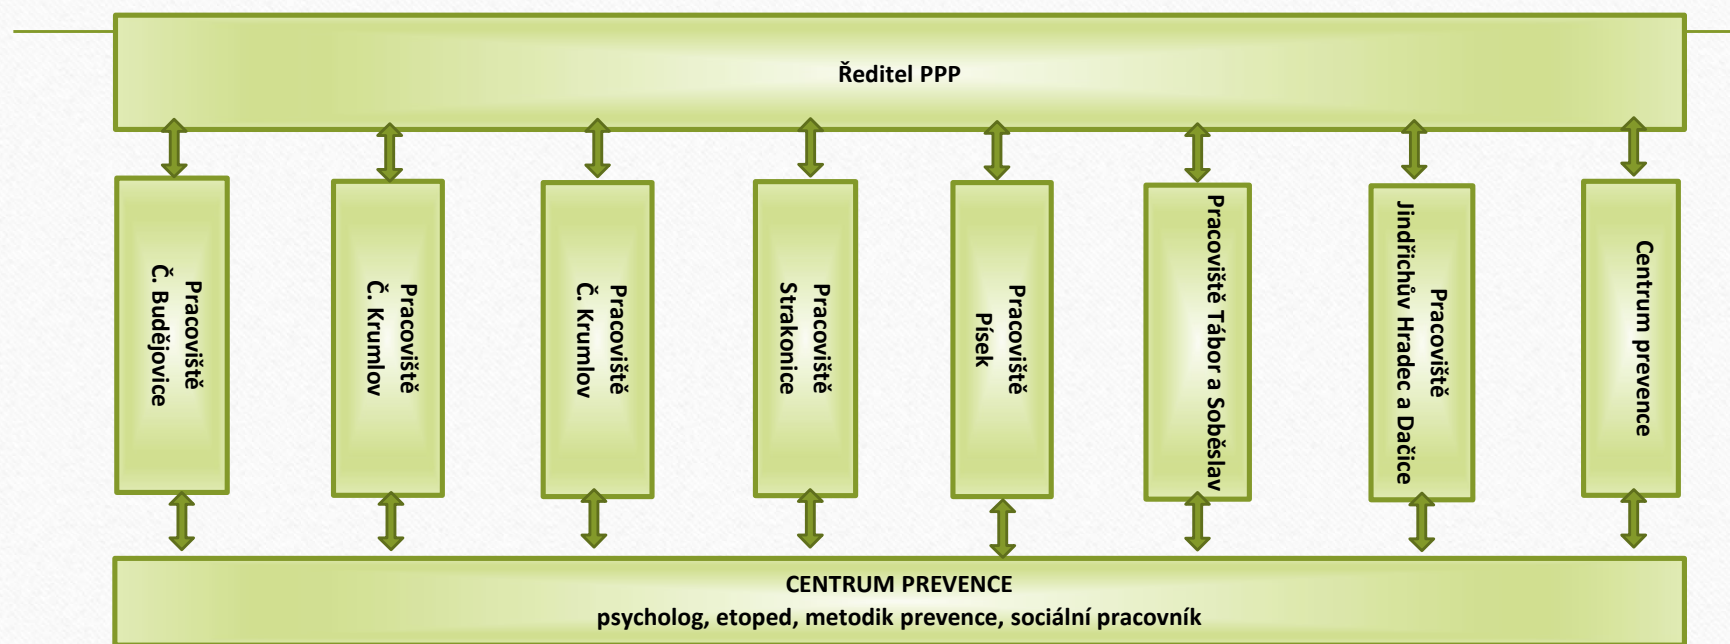 Ředitel PPP
Pracoviště
Č. Budějovice
Pracoviště
Č. Krumlov
Pracoviště
Č. Krumlov
Pracoviště
Strakonice
Pracoviště
Písek
Pracoviště Tábor a Soběslav
Pracoviště
Jindřichův Hradec a Dačice
Centrum prevence
CENTRUM PREVENCE
psycholog, etoped, metodik prevence, sociální pracovník